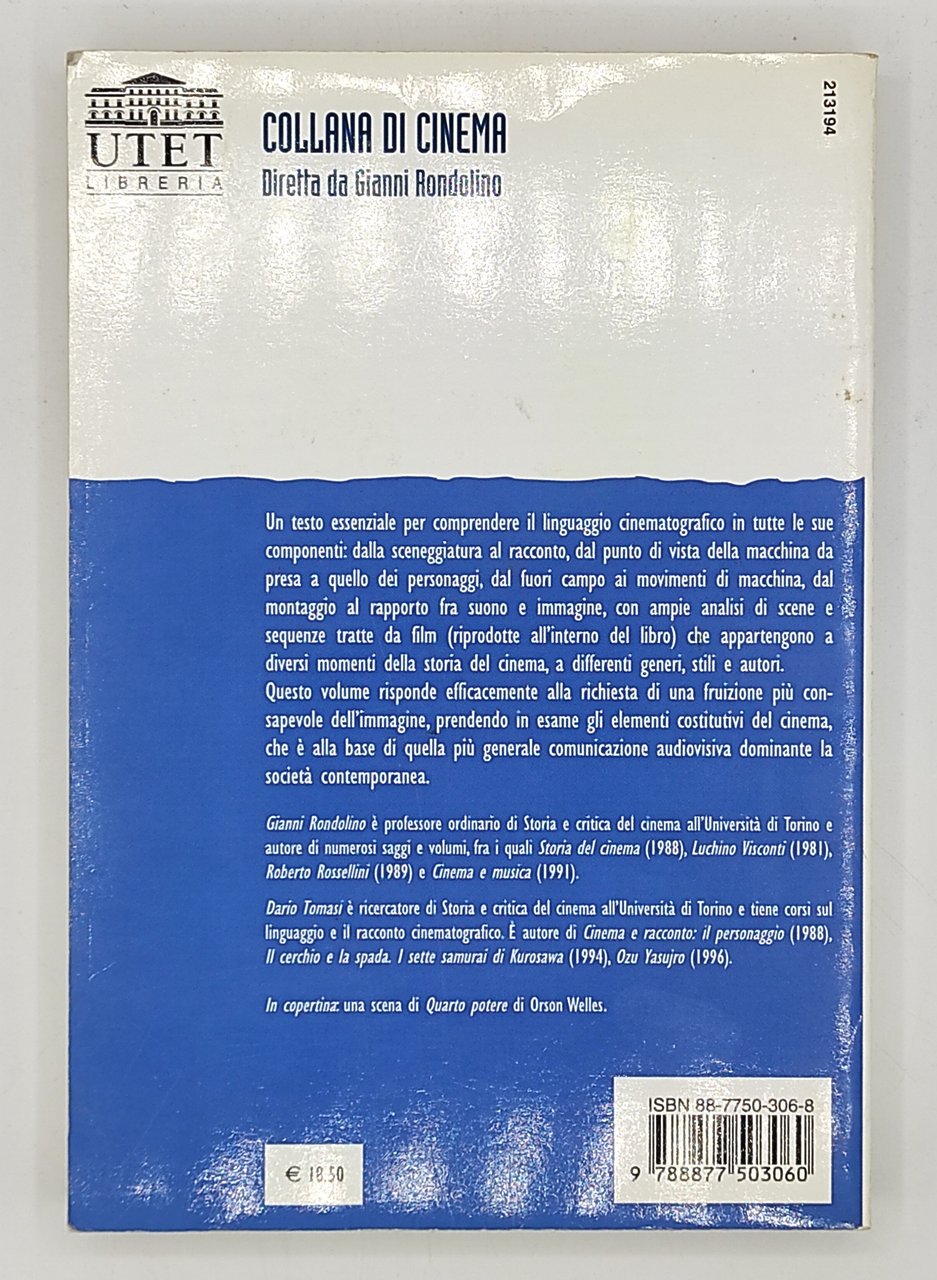 UTET
LIBRERIA
COLLANA DI CINEMA
Diretta da Gianni Rondolino
213194
Un testo essenziale per comprendere il linguaggio cinematografico in tutte le sue
componenti: dalla sceneggiatura al racconto, dal punto di vista della macchina da
presa a quello dei personaggi, dal fuori campo ai movimenti di macchina, dal
montaggio al rapporto fra suono e immagine, con ampie analisi di scene e
sequenze tratte da film (riprodotte all'interno del libro) che appartengono a
diversi momenti della storia del cinema, a differenti generi, stili e autori.
Questo volume risponde efficacemente alla richiesta di una fruizione più con-
sapevole dell'immagine, prendendo in esame gli elementi costitutivi del cinema,
che è alla base di quella più generale comunicazione audiovisiva dominante la
società contemporanea.
Gianni Rondolino è professore ordinario di Storia e critica del cinema all'Università di Torino e
autore di numerosi saggi e volumi, fra i quali Storia del cinema (1988), Luchino Visconti (1981),
Roberto Rossellini (1989) e Cinema e musica (1991).
Dario Tomasi è ricercatore di Storia e critica del cinema all'Università di Torino e tiene corsi sul
linguaggio e il racconto cinematografico. È autore di Cinema e racconto: il personaggio (1988),
Il cerchio e la spada. I sette samurai di Kurosawa (1994), Ozu Yasujro (1996).
In copertina: una scena di Quarto potere di Orson Welles.
€ 18.50
ISBN 88-7750-306-8
9 788877 503060